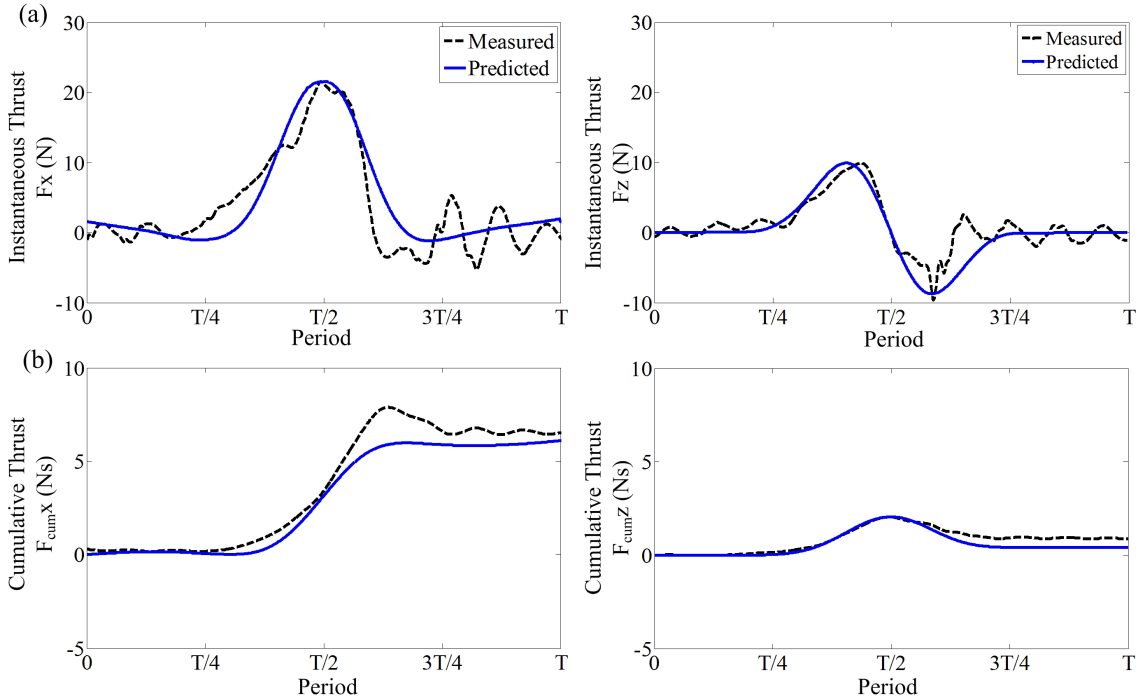 (a)
30
20
10
0
-10
Instantaneous Thrust
Fx (N)
Measured
Predicted
0 T/4 T/2 3T/4 T
Period
30
20
10
0
-10
Instantaneous Thrust
Fz (N)
Measured
Predicted
0 T/4 T/2 3T/4 T
Period
(b)
10
5
0
-5
Cumulative Thrust
Fcumx (Ns)
0 T/4 T/2 3T/4 T
Period
10
5
0
-5
Cumulative Thrust
Fcumz (Ns)
0 T/4 T/2 3T/4 T
Period